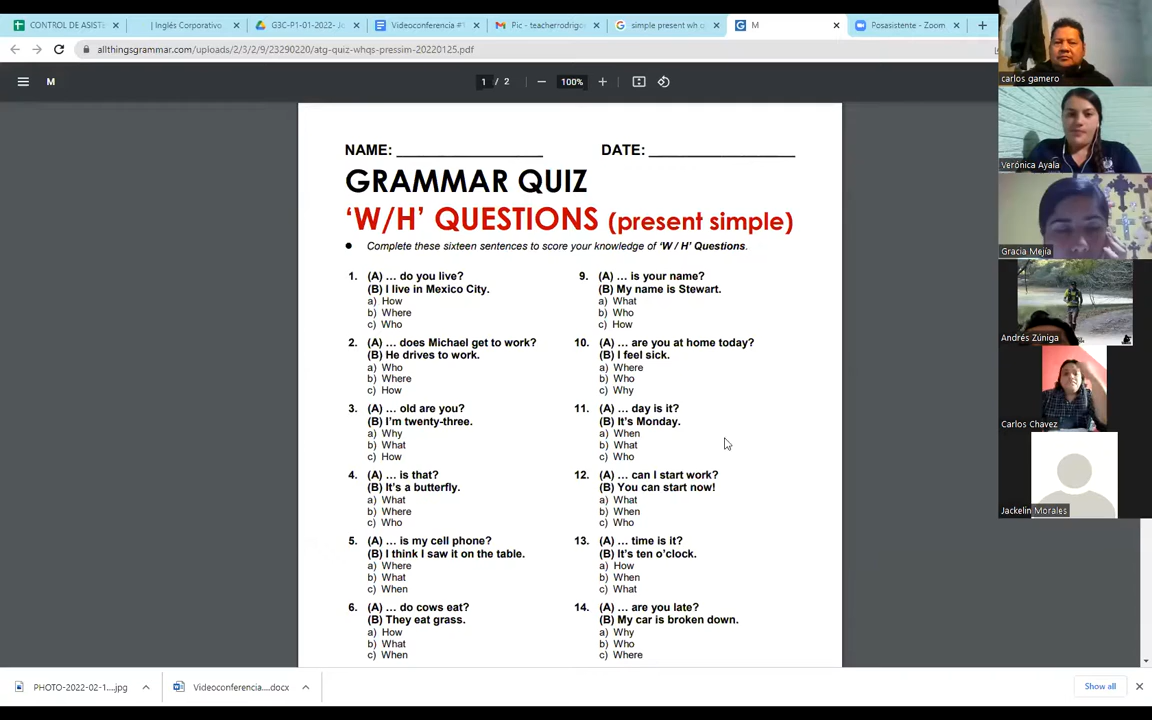 CONTROL DE ASIST
| Inglés Corporativo
G3C-P1-01-2022- Jo
Videoconferencia #1
Pic - teacherrodrigo
simple present wh q
M
Posasistente - Zoom
allthingsgrammar.com/uploads/2/3/2/9/23290220/atg-quiz-whqs-pressim-20220125.pdf
M
1 / 2
100%
NAME: __________________
DATE: __________________
GRAMMAR QUIZ
‘W/H’ QUESTIONS (present simple)
● Complete these sixteen sentences to score your knowledge of ‘W / H’ Questions.
1. (A) … do you live?
(B) I live in Mexico City.
a) How
b) Where
c) Who
2. (A) … does Michael get to work?
(B) He drives to work.
a) Who
b) Where
c) How
3. (A) … old are you?
(B) I’m twenty-three.
a) Why
b) What
c) How
4. (A) … is that?
(B) It’s a butterfly.
a) What
b) Where
c) Who
5. (A) … is my cell phone?
(B) I think I saw it on the table.
a) Where
b) What
c) When
6. (A) … do cows eat?
(B) They eat grass.
a) How
b) What
c) When
9. (A) … is your name?
(B) My name is Stewart.
a) What
b) Who
c) How
10. (A) … are you at home today?
(B) I feel sick.
a) Where
b) Who
c) Why
11. (A) … day is it?
(B) It’s Monday.
a) When
b) What
c) Who
12. (A) … can I start work?
(B) You can start now!
a) What
b) When
c) Who
13. (A) … time is it?
(B) It’s ten o’clock.
a) How
b) When
c) What
14. (A) … are you late?
(B) My car is broken down.
a) Why
b) Who
c) Where
carlos gamero
Verónica Ayala
Gracia Mejía
Andrés Zúniga
Carlos Chavez
Jackelin Morales
PHOTO-2022-02-1....jpg
Videoconferencia....docx
Show all